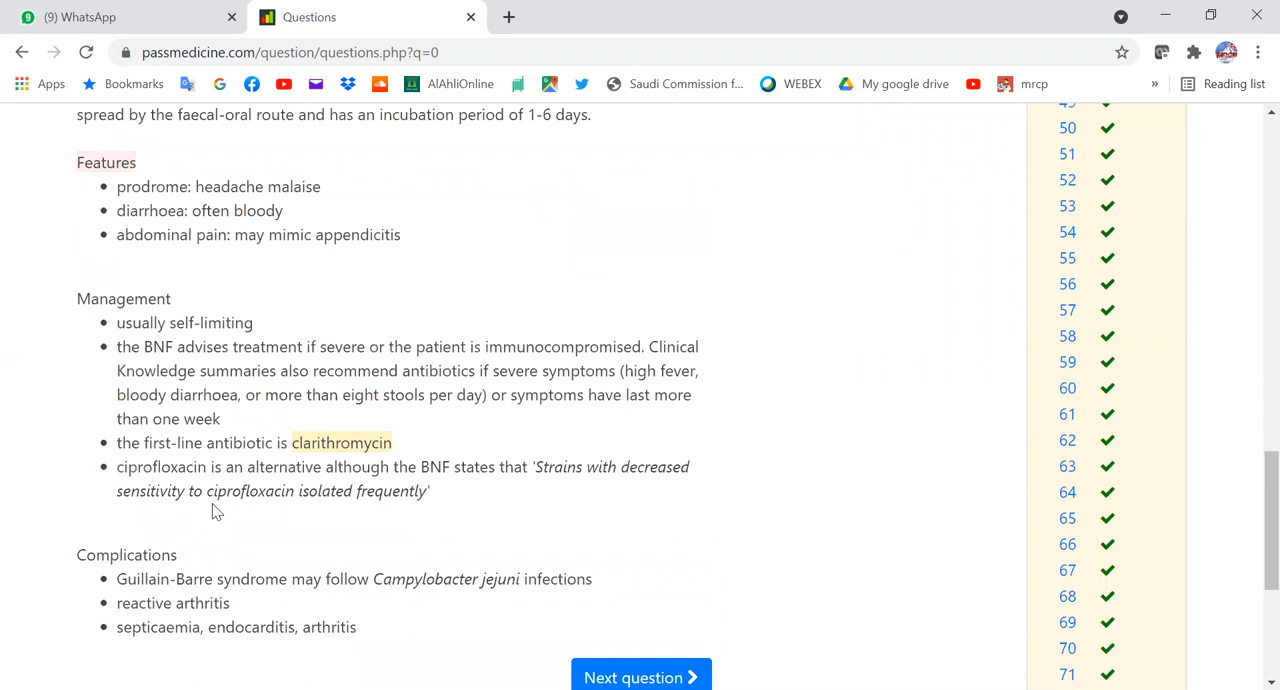 (9) WhatsApp
Questions
passmedicine.com/question/questions.php?q=0
Apps
Bookmarks
AlAhliOnline
Saudi Commission f...
WEBEX
My google drive
mrcp
»
Reading list
spread by the faecal-oral route and has an incubation period of 1-6 days.
Features
• prodrome: headache malaise
• diarrhoea: often bloody
• abdominal pain: may mimic appendicitis
Management
• usually self-limiting
• the BNF advises treatment if severe or the patient is immunocompromised. Clinical
Knowledge summaries also recommend antibiotics if severe symptoms (high fever,
bloody diarrhoea, or more than eight stools per day) or symptoms have last more
than one week
• the first-line antibiotic is clarithromycin
• ciprofloxacin is an alternative although the BNF states that 'Strains with decreased
sensitivity to ciprofloxacin isolated frequently'
Complications
• Guillain-Barre syndrome may follow Campylobacter jejuni infections
• reactive arthritis
• septicaemia, endocarditis, arthritis
Next question
49
50
51
52
53
54
55
56
57
58
59
60
61
62
63
64
65
66
67
68
69
70
71